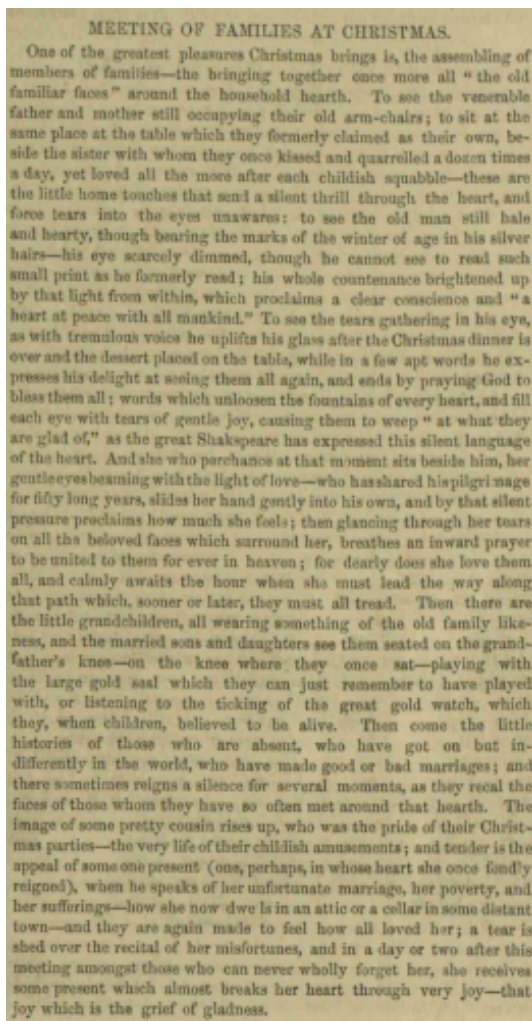 MEETING OF FAMILIES AT CHRISTMAS.
One of the greatest pleasures Christmas brings is, the assembling of
members of families—the bringing together once more all "the old
familiar faces" around the household hearth. To see the venerable
father and mother still occupying their old arm-chairs; to sit at the
same place at the table which they formerly claimed as their own, be-
side the sister with whom they once kissed and quarrelled a dozen times
a day, yet loved all the more after each childish squabble—these are
the little home touches that send a silent thrill through the heart, and
force tears into the eyes unawares: to see the old man still hale
and hearty, though bearing the marks of the winter of age in his silver
hairs—his eye scarcely dimmed, though he cannot see to read such
small print as he formerly read; his whole countenance brightened up
by that light from within, which proclaims a clear conscience and "a
heart at peace with all mankind." To see the tears gathering in his eye,
as with tremulous voice he uplifts his glass after the Christmas dinner is
over and the dessert placed on the table, while in a few apt words he ex-
presses his delight at seeing them all again, and ends by praying God to
bless them all; words which unloosen the fountains of every heart, and fill
each eye with tears of gentle joy, causing them to weep "at what they
are glad of," as the great Shakspeare has expressed this silent language
of the heart. And she who perchance at that moment sits beside him, her
gentle eyes beaming with the light of love—who has shared his pilgrimage
for fifty long years, slides her hand gently into his own, and by that silent
pressure proclaims how much she feels; then glancing through her tears
on all the beloved faces which surround her, breathes an inward prayer
to be united to them for ever in heaven; for dearly does she love them
all, and calmly awaits the hour when she must lead the way along
that path which, sooner or later, they must all tread. Then there are
the little grandchildren, all wearing something of the old family like-
ness, and the married sons and daughters see them seated on the grand-
father's knee—on the knee where they once sat—playing with
the large gold seal which they can just remember to have played
with, or listening to the ticking of the great gold watch, which
they, when children, believed to be alive. Then come the little
histories of those who are absent, who have got on but in-
differently in the world, who have made good or bad marriages; and
there sometimes reigns a silence for several moments, as they recal the
faces of those whom they have so often met around that hearth. The
image of some pretty cousin rises up, who was the pride of their Christ-
mas parties—the very life of their childish amusements; and tender is the
appeal of some one present (one, perhaps, in whose heart she once fondly
reigned), when he speaks of her unfortunate marriage, her poverty, and
her sufferings—how she now dwe ls in an attic or a cellar in some distant
town—and they are again made to feel how all loved her; a tear is
shed over the recital of her misfortunes, and in a day or two after this
meeting amongst those who can never wholly forget her, she receives
some present which almost breaks her heart through very joy—that
joy which is the grief of gladness.